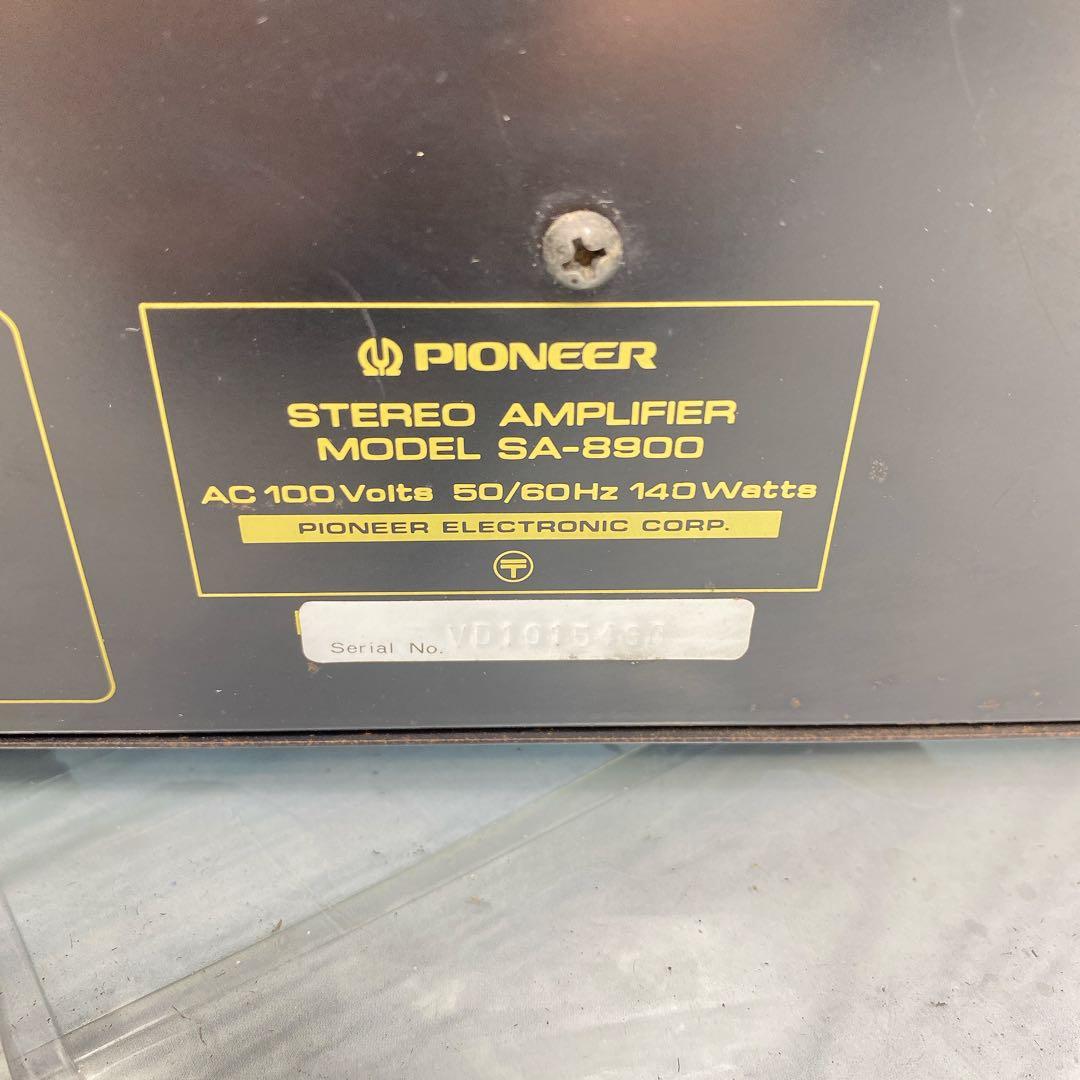 PIONEER
STEREO AMPLIFIER
MODEL SA-8900
AC 100 Volts 50/60Hz 140 Watts
PIONEER ELECTRONIC CORP.
〒
Serial No.